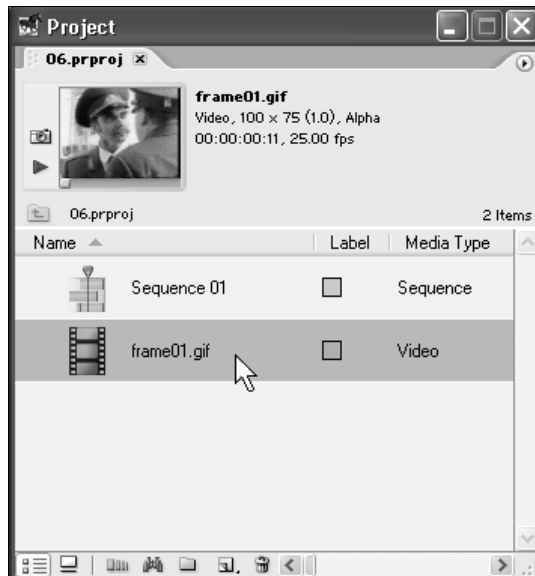 Project
06.prproj
frame01.gif
Video, 100 x 75 (1.0), Alpha
00:00:00:11, 25.00 fps
06.prproj
2 Items
Name Label Media Type
Sequence 01 Sequence
frame01.gif Video